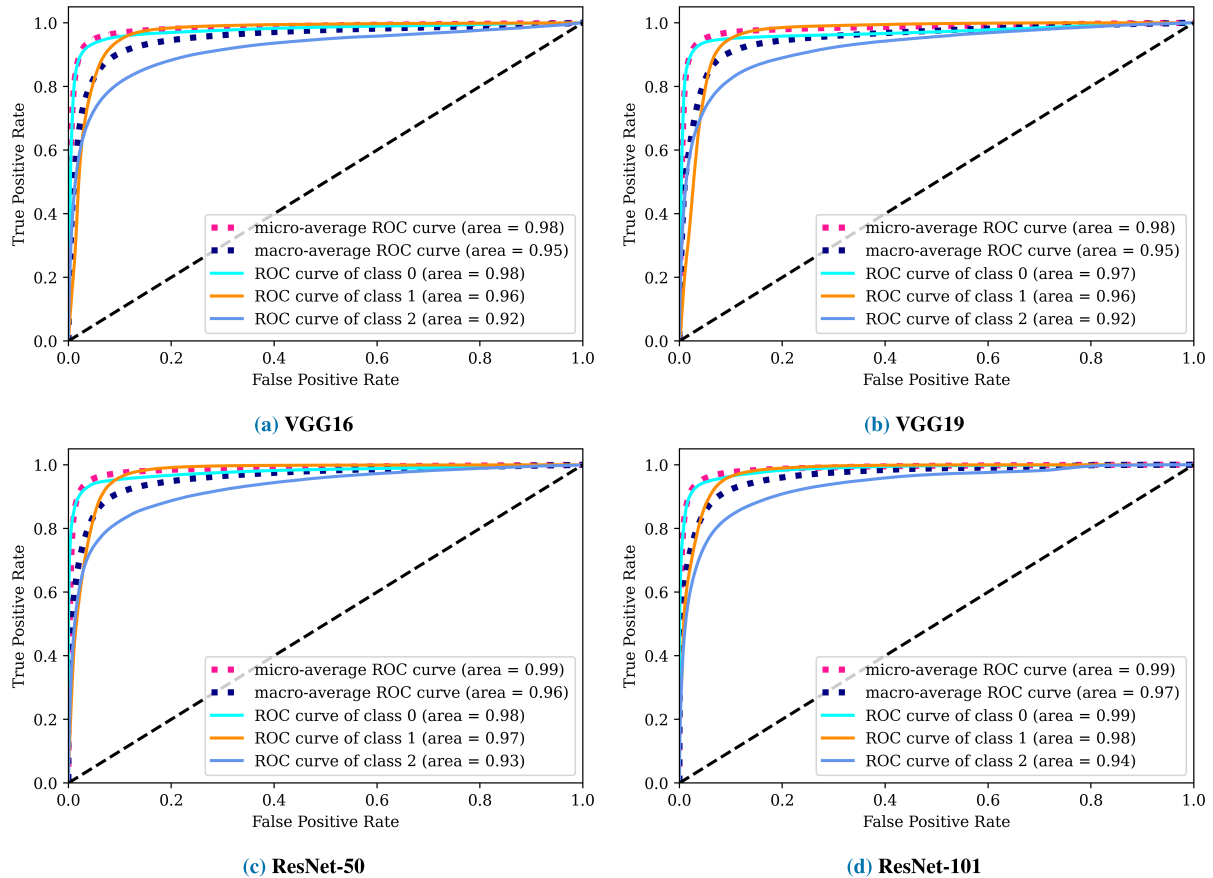 1.0
0.8
0.6
0.4
0.2
0.0
True Positive Rate
micro-average ROC curve (area = 0.98)
macro-average ROC curve (area = 0.95)
ROC curve of class 0 (area = 0.98)
ROC curve of class 1 (area = 0.96)
ROC curve of class 2 (area = 0.92)
0.0 0.2 0.4 0.6 0.8 1.0
False Positive Rate
(a) VGG16
1.0
0.8
0.6
0.4
0.2
0.0
True Positive Rate
micro-average ROC curve (area = 0.98)
macro-average ROC curve (area = 0.95)
ROC curve of class 0 (area = 0.97)
ROC curve of class 1 (area = 0.96)
ROC curve of class 2 (area = 0.92)
0.0 0.2 0.4 0.6 0.8 1.0
False Positive Rate
(b) VGG19
1.0
0.8
0.6
0.4
0.2
0.0
True Positive Rate
micro-average ROC curve (area = 0.99)
macro-average ROC curve (area = 0.96)
ROC curve of class 0 (area = 0.98)
ROC curve of class 1 (area = 0.97)
ROC curve of class 2 (area = 0.93)
0.0 0.2 0.4 0.6 0.8 1.0
False Positive Rate
(c) ResNet-50
1.0
0.8
0.6
0.4
0.2
0.0
True Positive Rate
micro-average ROC curve (area = 0.99)
macro-average ROC curve (area = 0.97)
ROC curve of class 0 (area = 0.99)
ROC curve of class 1 (area = 0.98)
ROC curve of class 2 (area = 0.94)
0.0 0.2 0.4 0.6 0.8 1.0
False Positive Rate
(d) ResNet-101